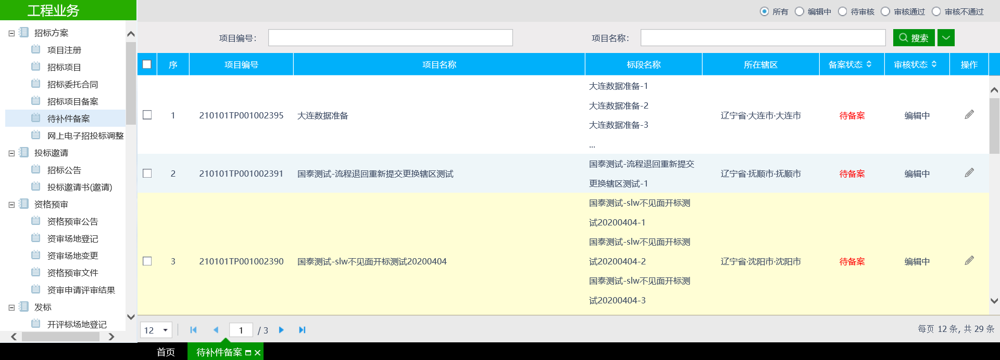 工程业务
招标方案
项目注册
招标项目
招标委托合同
招标项目备案
待补件备案
网上电子招投标调整
投标邀请
招标公告
投标邀请书(邀请)
资格预审
资格预审公告
资审场地登记
资审场地变更
资格预审文件
资审申请评审结果
发标
开评标场地登记
所有 编辑中 待审核 审核通过 审核不通过
项目编号: 项目名称: 搜索
序 项目编号 项目名称 标段名称 所在辖区 备案状态 审核状态 操作
大连数据准备-1
大连数据准备-2
1 210101TP001002395 大连数据准备 辽宁省·大连市·大连市 待备案 编辑中
大连数据准备-3
...
国泰测试-流程退回重新提交
2 210101TP001002391 国泰测试-流程退回重新提交更换辖区测试 辽宁省·抚顺市·抚顺市 待备案 编辑中
更换辖区测试-1
国泰测试-slw不见面开标测
试20200404-1
国泰测试-slw不见面开标测
3 210101TP001002390 国泰测试-slw不见面开标测试20200404 试20200404-2 辽宁省·沈阳市·沈阳市 待备案 编辑中
国泰测试-slw不见面开标测
试20200404-3
12 1 / 3 每页 12 条, 共 29 条
首页 待补件备案